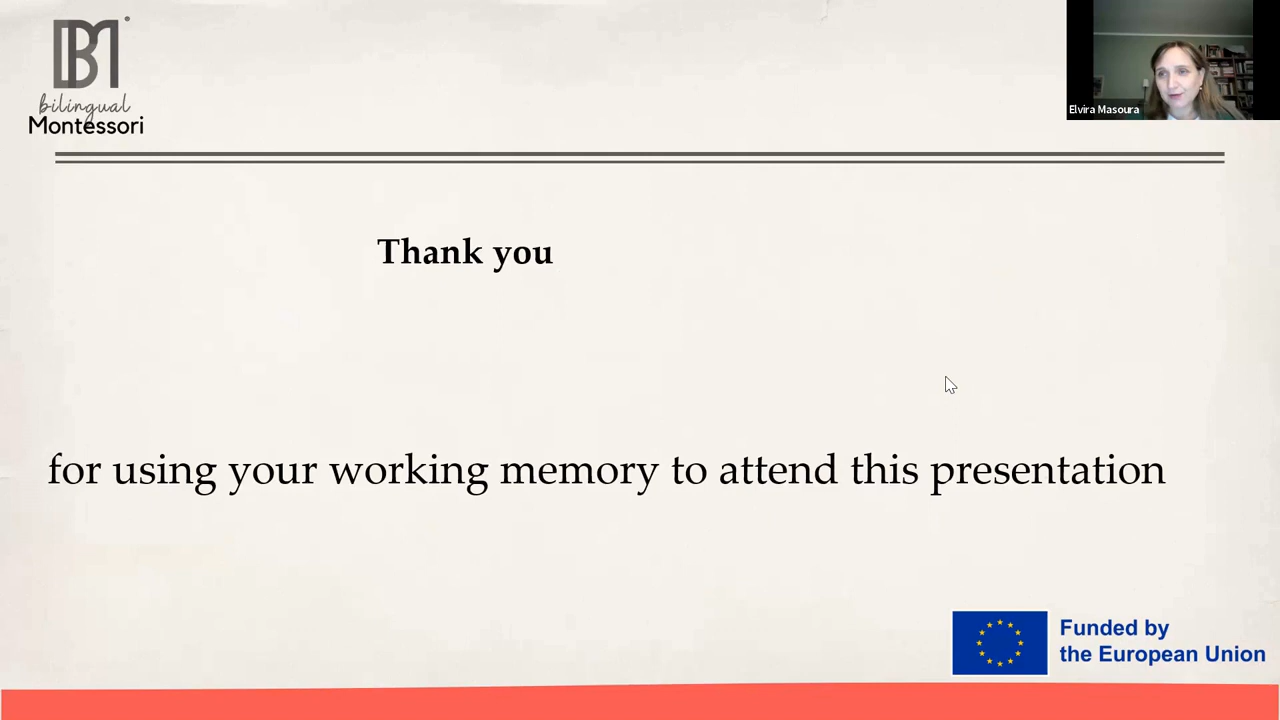 BM
bilingual
Montessori
Elvira Masoura
Thank you
for using your working memory to attend this presentation
Funded by
the European Union